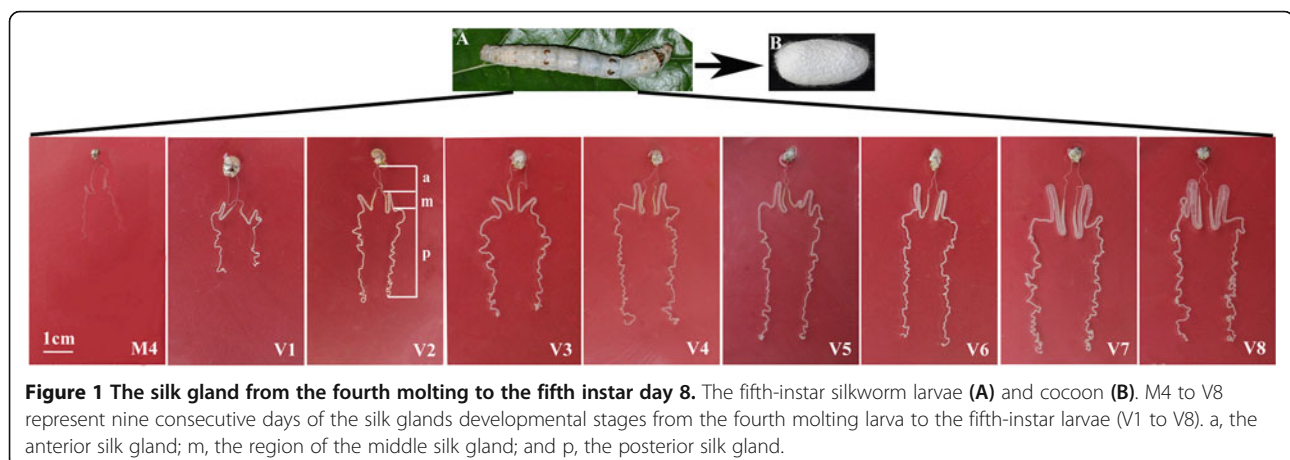 A
B
a
m
p
1cm
M4
V1
V2
V3
V4
V5
V6
V7
V8
Figure 1 The silk gland from the fourth molting to the fifth instar day 8. The fifth-instar silkworm larvae (A) and cocoon (B). M4 to V8
represent nine consecutive days of the silk glands developmental stages from the fourth molting larva to the fifth-instar larvae (V1 to V8). a, the
anterior silk gland; m, the region of the middle silk gland; and p, the posterior silk gland.